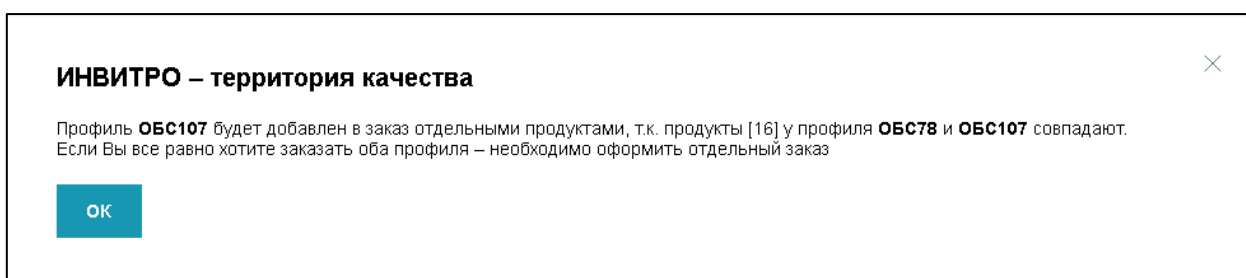 ИНВИТРО – территория качества
Профиль ОБС107 будет добавлен в заказ отдельными продуктами, т.к. продукты [16] у профиля ОБС78 и ОБС107 совпадают.
Если Вы все равно хотите заказать оба профиля – необходимо оформить отдельный заказ
ОК